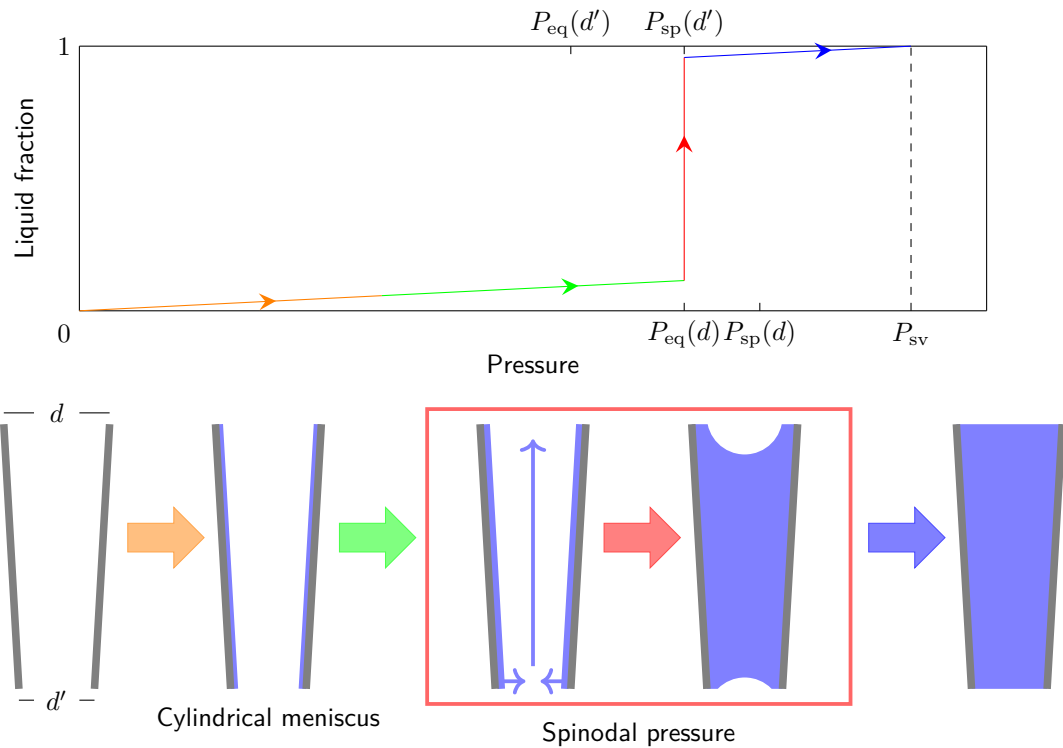 P_eq(d′) P_sp(d′)
1
Liquid fraction
0
P_eq(d) P_sp(d) P_sv
Pressure
d
d′
Cylindrical meniscus
Spinodal pressure